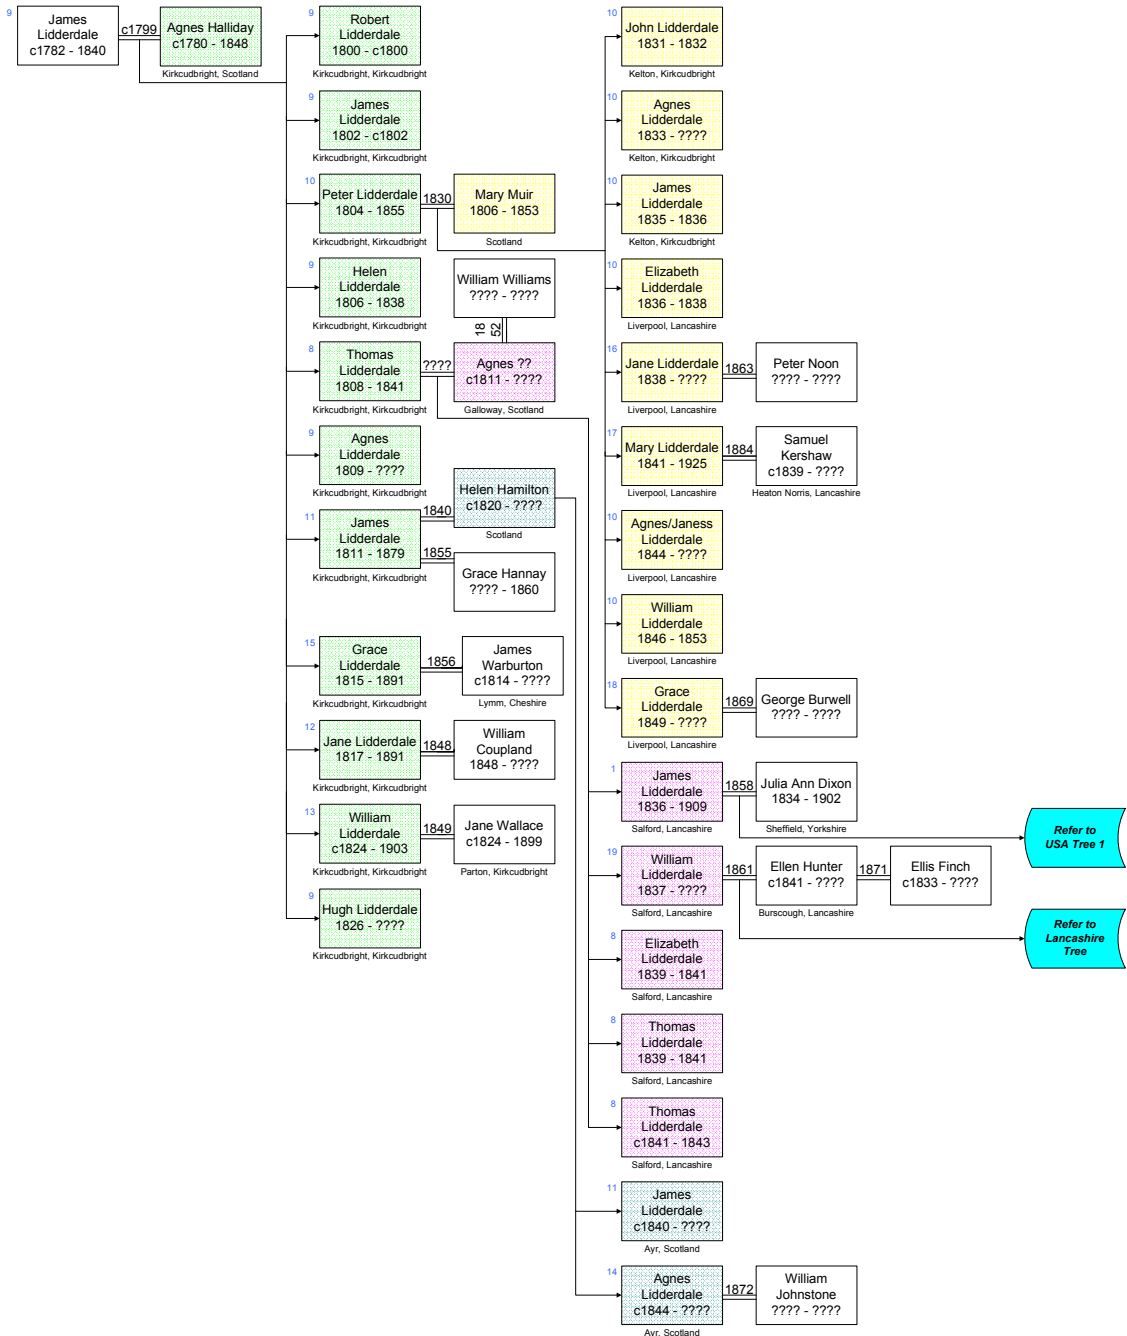 9
James
Lidderdale
c1782 - 1840
c1799
Agnes Halliday
c1780 - 1848
Kirkcudbright, Scotland
9
Robert
Lidderdale
1800 - c1800
Kirkcudbright, Kirkcudbright
9
James
Lidderdale
1802 - c1802
Kirkcudbright, Kirkcudbright
10
Peter Lidderdale
1804 - 1855
Kirkcudbright, Kirkcudbright
1830
Mary Muir
1806 - 1853
Scotland
9
Helen
Lidderdale
1806 - 1838
Kirkcudbright, Kirkcudbright
William Williams
???? - ????
18
52
8
Thomas
Lidderdale
1808 - 1841
Kirkcudbright, Kirkcudbright
????
Agnes ??
c1811 - ????
Galloway, Scotland
9
Agnes
Lidderdale
1809 - ????
Kirkcudbright, Kirkcudbright
11
James
Lidderdale
1811 - 1879
Kirkcudbright, Kirkcudbright
1840
Helen Hamilton
c1820 - ????
Scotland
1855
Grace Hannay
???? - 1860
15
Grace
Lidderdale
1815 - 1891
Kirkcudbright, Kirkcudbright
1856
James
Warburton
c1814 - ????
Lymm, Cheshire
12
Jane Lidderdale
1817 - 1891
Kirkcudbright, Kirkcudbright
1848
William
Coupland
1848 - ????
13
William
Lidderdale
c1824 - 1903
Kirkcudbright, Kirkcudbright
1849
Jane Wallace
c1824 - 1899
Parton, Kirkcudbright
9
Hugh Lidderdale
1826 - ????
Kirkcudbright, Kirkcudbright
10
John Lidderdale
1831 - 1832
Kelton, Kirkcudbright
10
Agnes
Lidderdale
1833 - ????
Kelton, Kirkcudbright
10
James
Lidderdale
1835 - 1836
Kelton, Kirkcudbright
10
Elizabeth
Lidderdale
1836 - 1838
Liverpool, Lancashire
16
Jane Lidderdale
1838 - ????
Liverpool, Lancashire
1863
Peter Noon
???? - ????
17
Mary Lidderdale
1841 - 1925
Liverpool, Lancashire
1884
Samuel
Kershaw
c1839 - ????
Heaton Norris, Lancashire
10
Agnes/Janess
Lidderdale
1844 - ????
Liverpool, Lancashire
10
William
Lidderdale
1846 - 1853
Liverpool, Lancashire
18
Grace
Lidderdale
1849 - ????
Liverpool, Lancashire
1869
George Burwell
???? - ????
1
James
Lidderdale
1836 - 1909
Salford, Lancashire
1858
Julia Ann Dixon
1834 - 1902
Sheffield, Yorkshire
Refer to
USA Tree 1
19
William
Lidderdale
1837 - ????
Salford, Lancashire
1861
Ellen Hunter
c1841 - ????
Burscough, Lancashire
1871
Ellis Finch
c1833 - ????
Refer to
Lancashire
Tree
8
Elizabeth
Lidderdale
1839 - 1841
Salford, Lancashire
8
Thomas
Lidderdale
1839 - 1841
Salford, Lancashire
8
Thomas
Lidderdale
c1841 - 1843
Salford, Lancashire
11
James
Lidderdale
c1840 - ????
Ayr, Scotland
14
Agnes
Lidderdale
c1844 - ????
Ayr, Scotland
1872
William
Johnstone
???? - ????